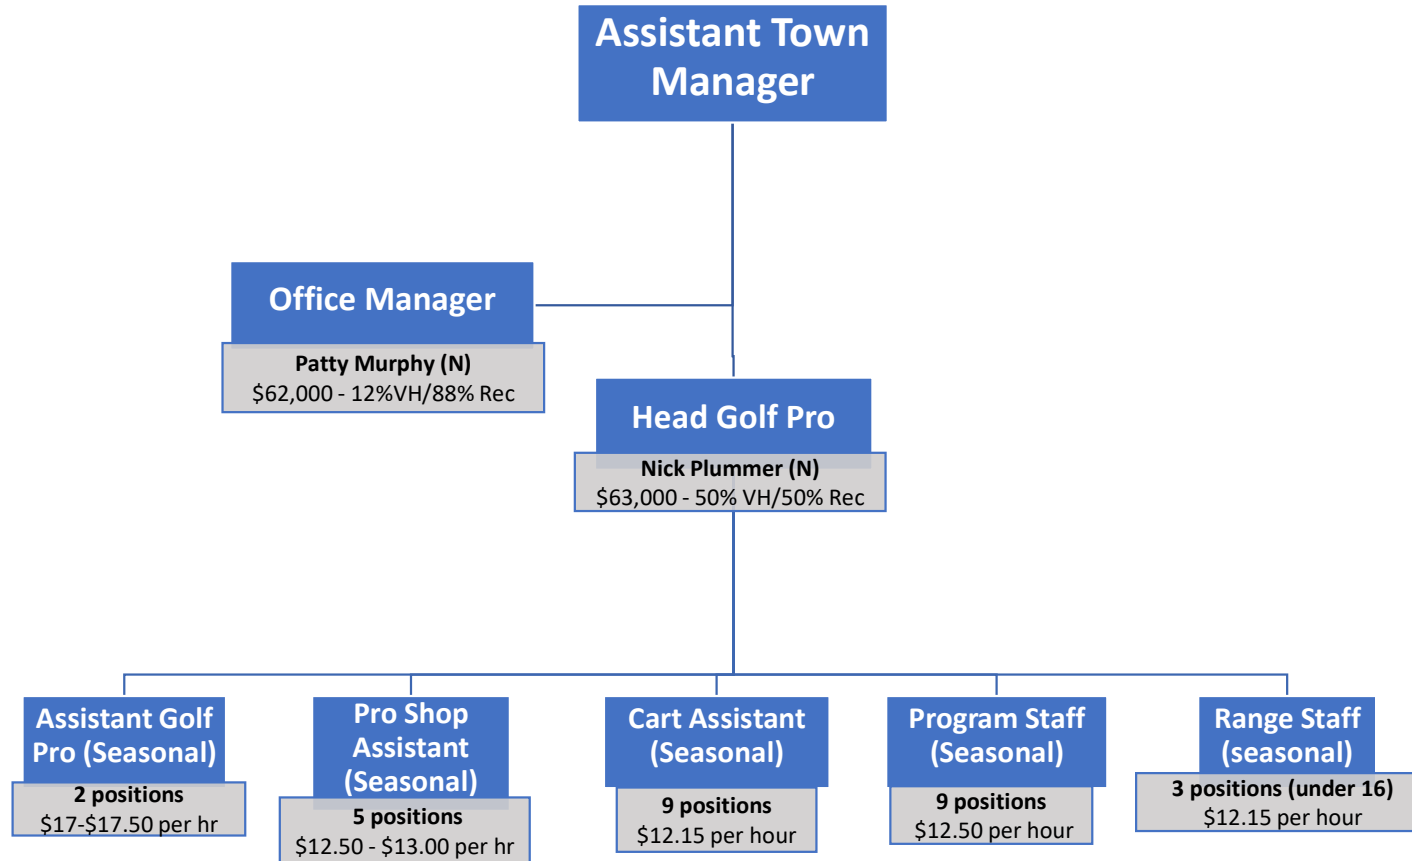 Assistant Town
Manager
Office Manager
Patty Murphy (N)
$62,000 - 12%VH/88% Rec
Head Golf Pro
Nick Plummer (N)
$63,000 - 50% VH/50% Rec
Assistant Golf
Pro (Seasonal)
2 positions
$17-$17.50 per hr
Pro Shop
Assistant
(Seasonal)
5 positions
$12.50 - $13.00 per hr
Cart Assistant
(Seasonal)
9 positions
$12.15 per hour
Program Staff
(Seasonal)
9 positions
$12.50 per hour
Range Staff
(seasonal)
3 positions (under 16)
$12.15 per hour